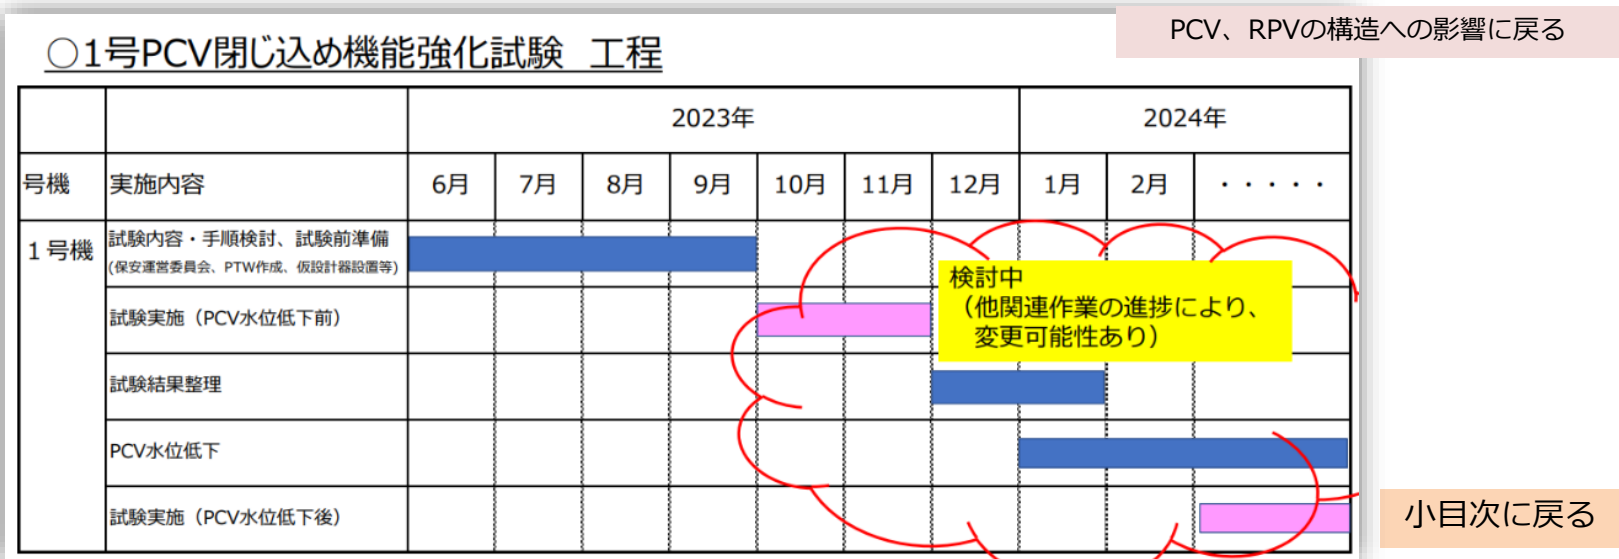 PCV、RPVの構造への影響に戻る
○1号PCV閉じ込め機能強化試験 工程
2023年 2024年
号機 実施内容 6月 7月 8月 9月 10月 11月 12月 1月 2月 ・・・・・
1号機 試験内容・手順検討、試験前準備
(保安運営委員会、PTW作成、仮設計器設置等)
検討中
（他関連作業の進捗により、
変更可能性あり）
試験実施（PCV水位低下前）
試験結果整理
PCV水位低下
試験実施（PCV水位低下後）
小目次に戻る